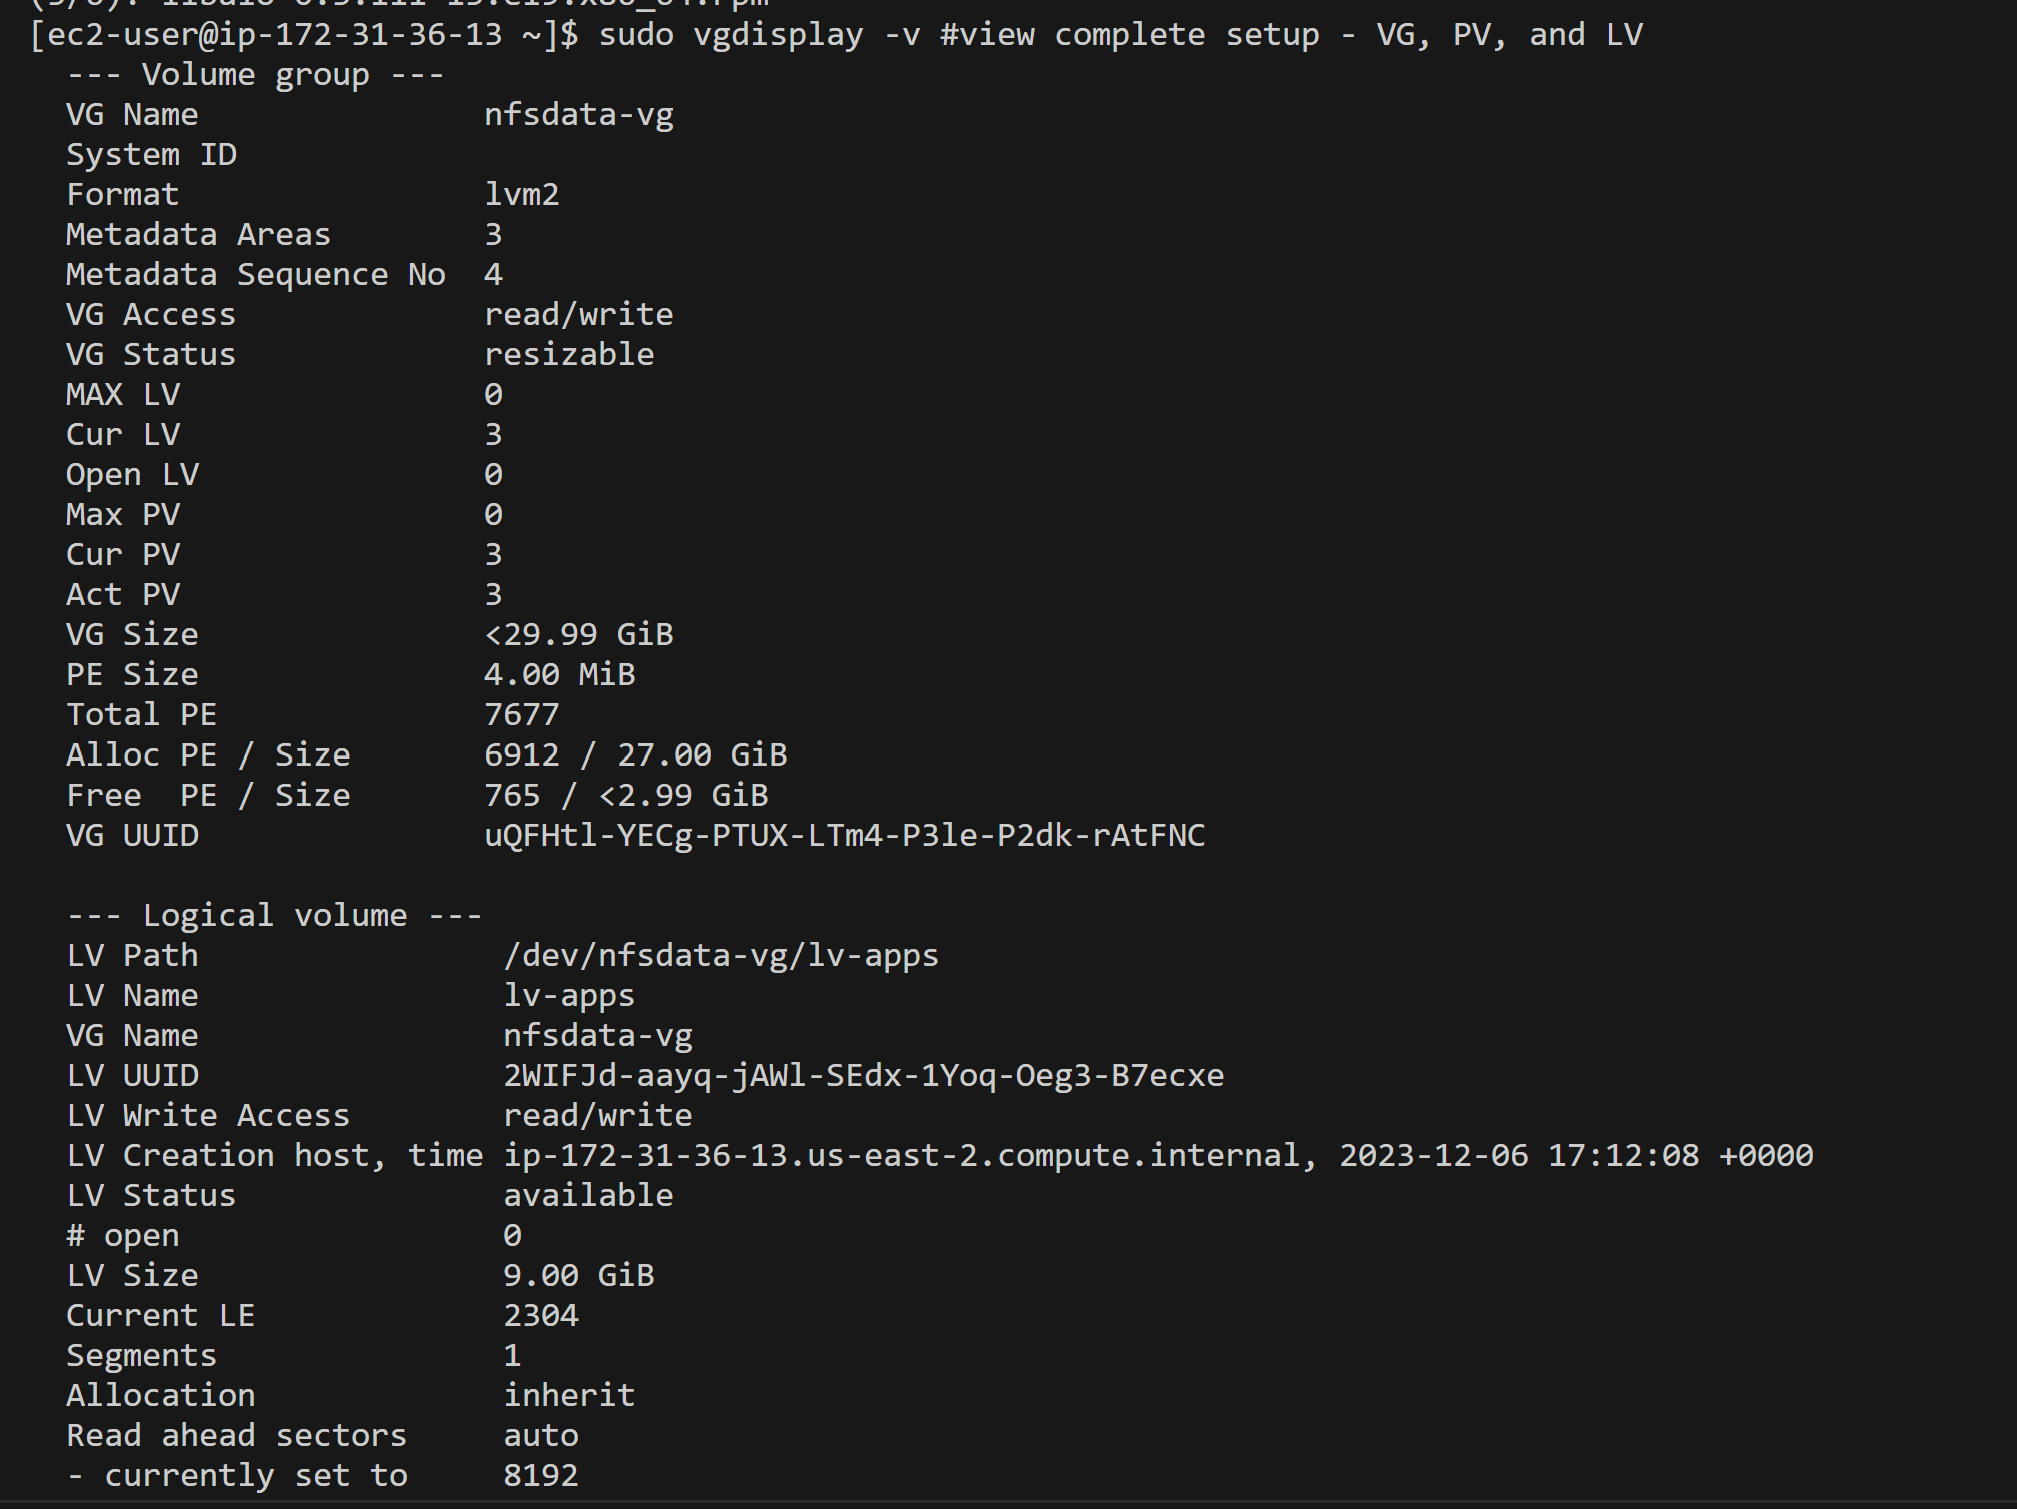 [ec2-user@ip-172-31-36-13 ~]$ sudo vgdisplay -v #view complete setup - VG, PV, and LV
--- Volume group ---
VG Name nfsdata-vg
System ID
Format lvm2
Metadata Areas 3
Metadata Sequence No 4
VG Access read/write
VG Status resizable
MAX LV 0
Cur LV 3
Open LV 0
Max PV 0
Cur PV 3
Act PV 3
VG Size <29.99 GiB
PE Size 4.00 MiB
Total PE 7677
Alloc PE / Size 6912 / 27.00 GiB
Free  PE / Size 765 / <2.99 GiB
VG UUID uQFHtl-YECg-PTUX-LTm4-P3le-P2dk-rAtFNC
--- Logical volume ---
LV Path /dev/nfsdata-vg/lv-apps
LV Name lv-apps
VG Name nfsdata-vg
LV UUID 2WIFJd-aayq-jAWl-SEdx-1Yoq-Oeg3-B7ecxe
LV Write Access read/write
LV Creation host, time ip-172-31-36-13.us-east-2.compute.internal, 2023-12-06 17:12:08 +0000
LV Status available
# open 0
LV Size 9.00 GiB
Current LE 2304
Segments 1
Allocation inherit
Read ahead sectors auto
- currently set to 8192